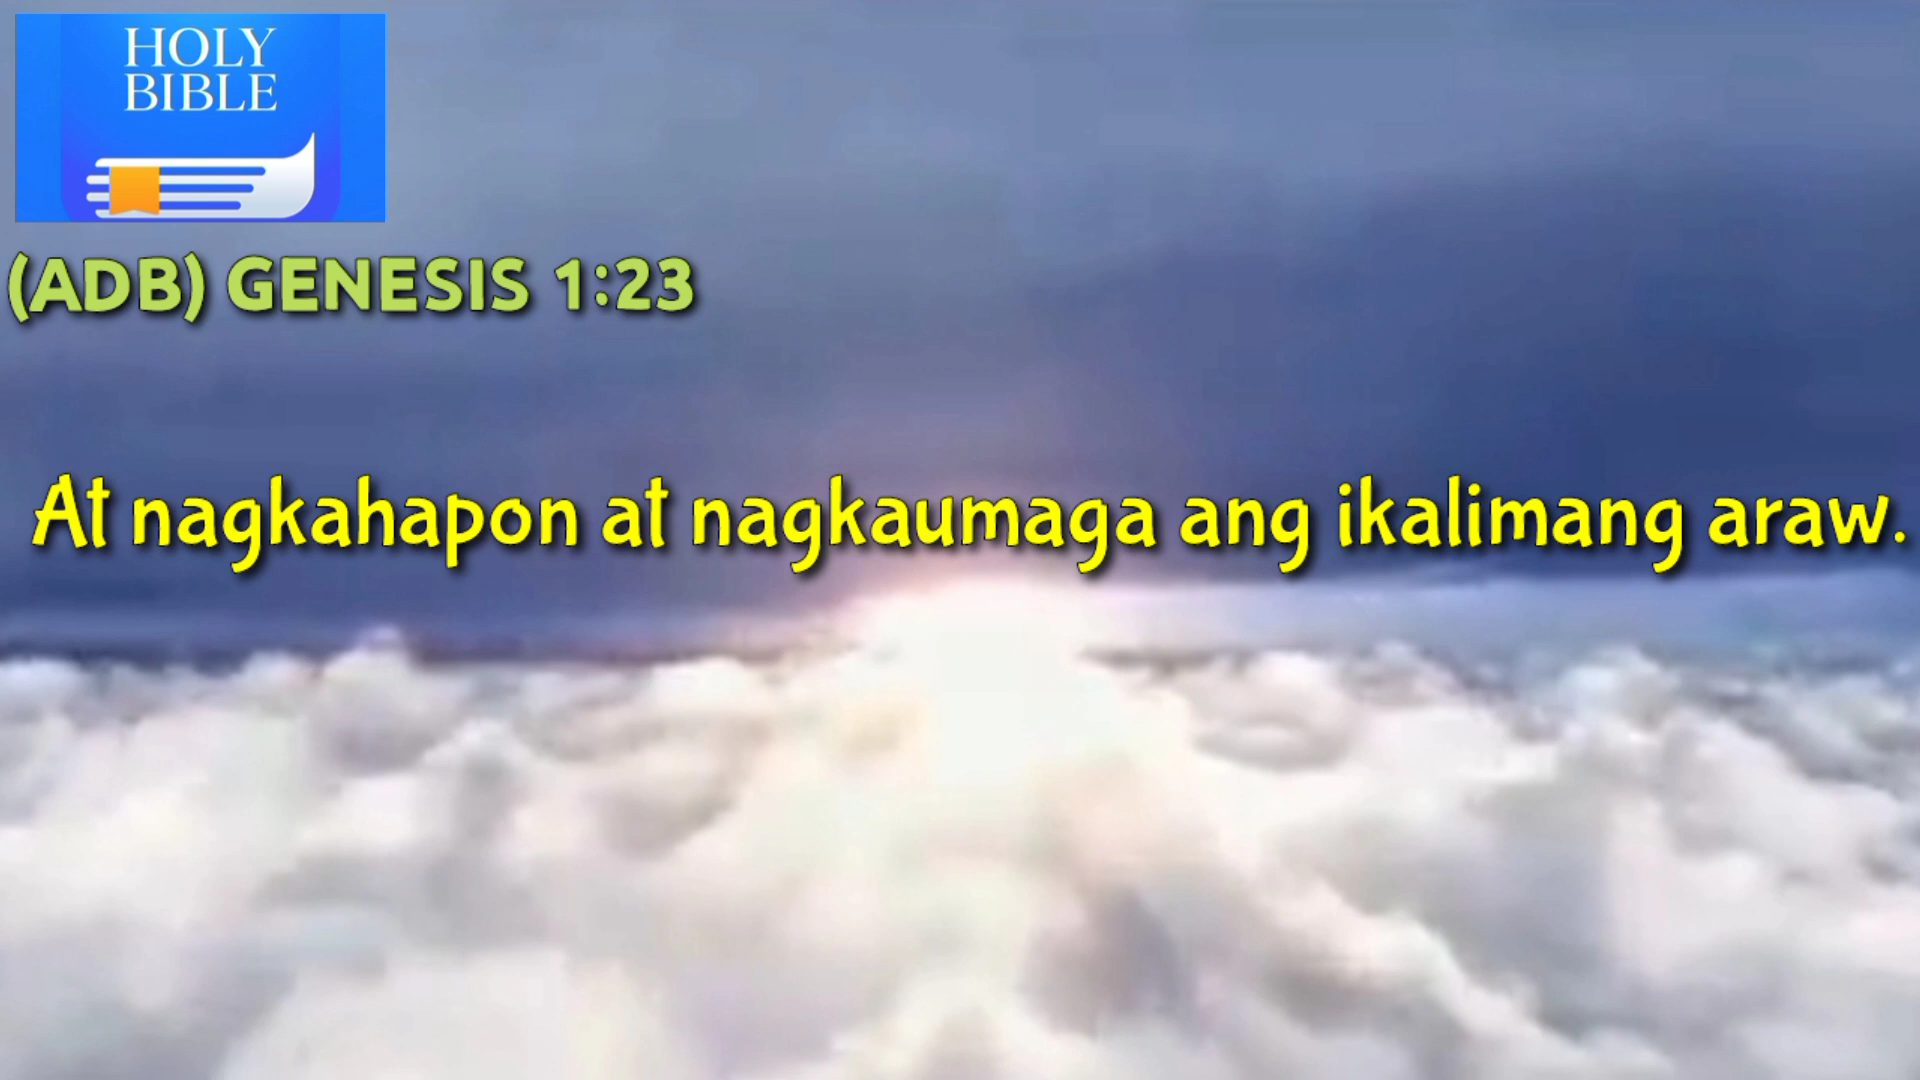 HOLY
BIBLE
(ADB) GENESIS 1:23
At nagkahapon at nagkaumaga ang ikalimang araw.